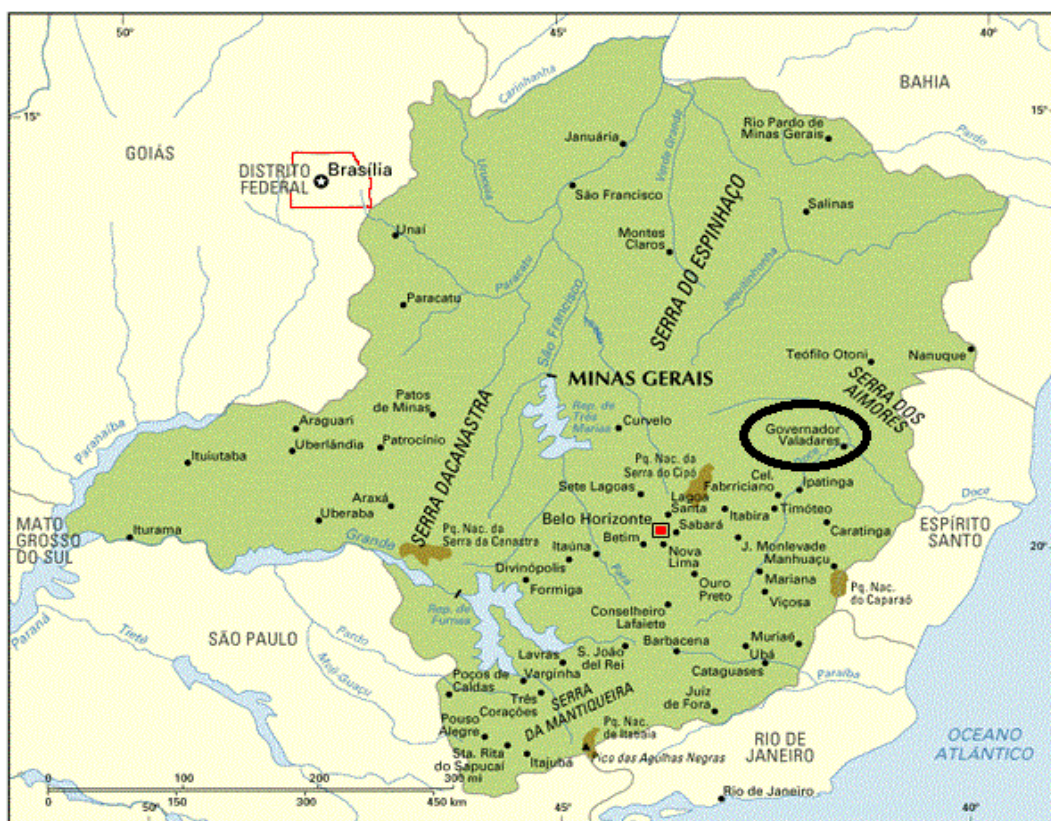 50°
45°
40°
BAHIA
Carinhanha
15°
15°
Rio Pardo de
Minas Gerais
Pardo
Januária
Verde Grande
GOIÁS
DISTRITO
FEDERAL
Brasília
Urucuia
São Francisco
Salinas
SERRA DO ESPINHAÇO
Unaí
Montes
Claros
Jequitinhonha
Paracatu
Paracatu
São Francisco
Teófilo Otoni
Nanuque
MINAS GERAIS
SERRA DOS
AIMORES
Patos
de Minas
Rep. de
Três
Marias
SERRA DACANASTRA
Araguari
Curvelo
Governador
Valadares
Parahaíba
Uberlândia
Patrocínio
Doce
Ituiutaba
Pq. Nac. da
Serra do Cipó
Cel.
Fabrriciano
Ipatinga
Sete Lagoas
Lagoa
Santa
Doce
Araxá
Uberaba
Belo Horizonte
Sabará
Itabira
Timóteo
Caratinga
MATO
GROSSO
DO SUL
Iturama
Grande
Pq. Nac. da
Serra da Canastra
Betim
Nova
Lima
J. Monlevade
Manhuaçu
ESPÍRITO
SANTO
20°
Itaúna
Divinópolis
Formiga
Pará
Ouro
Preto
Mariana
Viçosa
Pq. Nac.
do Caparaó
Rep. de
Furnas
Conselheiro
Lafaiete
Paraná
Tietê
SÃO PAULO
Pardo
Moji-Guaçu
Barbacena
Muriaé
Ubá
Lavras
S. João
del Rei
Cataguases
Paraíba
Poços de
Caldas
Varginha
Três
Corações
SERRA
DA MANTIQUEIRA
Juiz
de Fora
Pouso
Alegre
Pq. Nac.
de Itatiaia
RIO DE
JANEIRO
OCEANO
ATLÁNTICO
Sta. Rita
do Sapucaí
Itajubá
Pico das Agulhas Negras
0 100 200 300 mi
0 150 300 450 km
Rio de Janeiro
50°
45°
40°